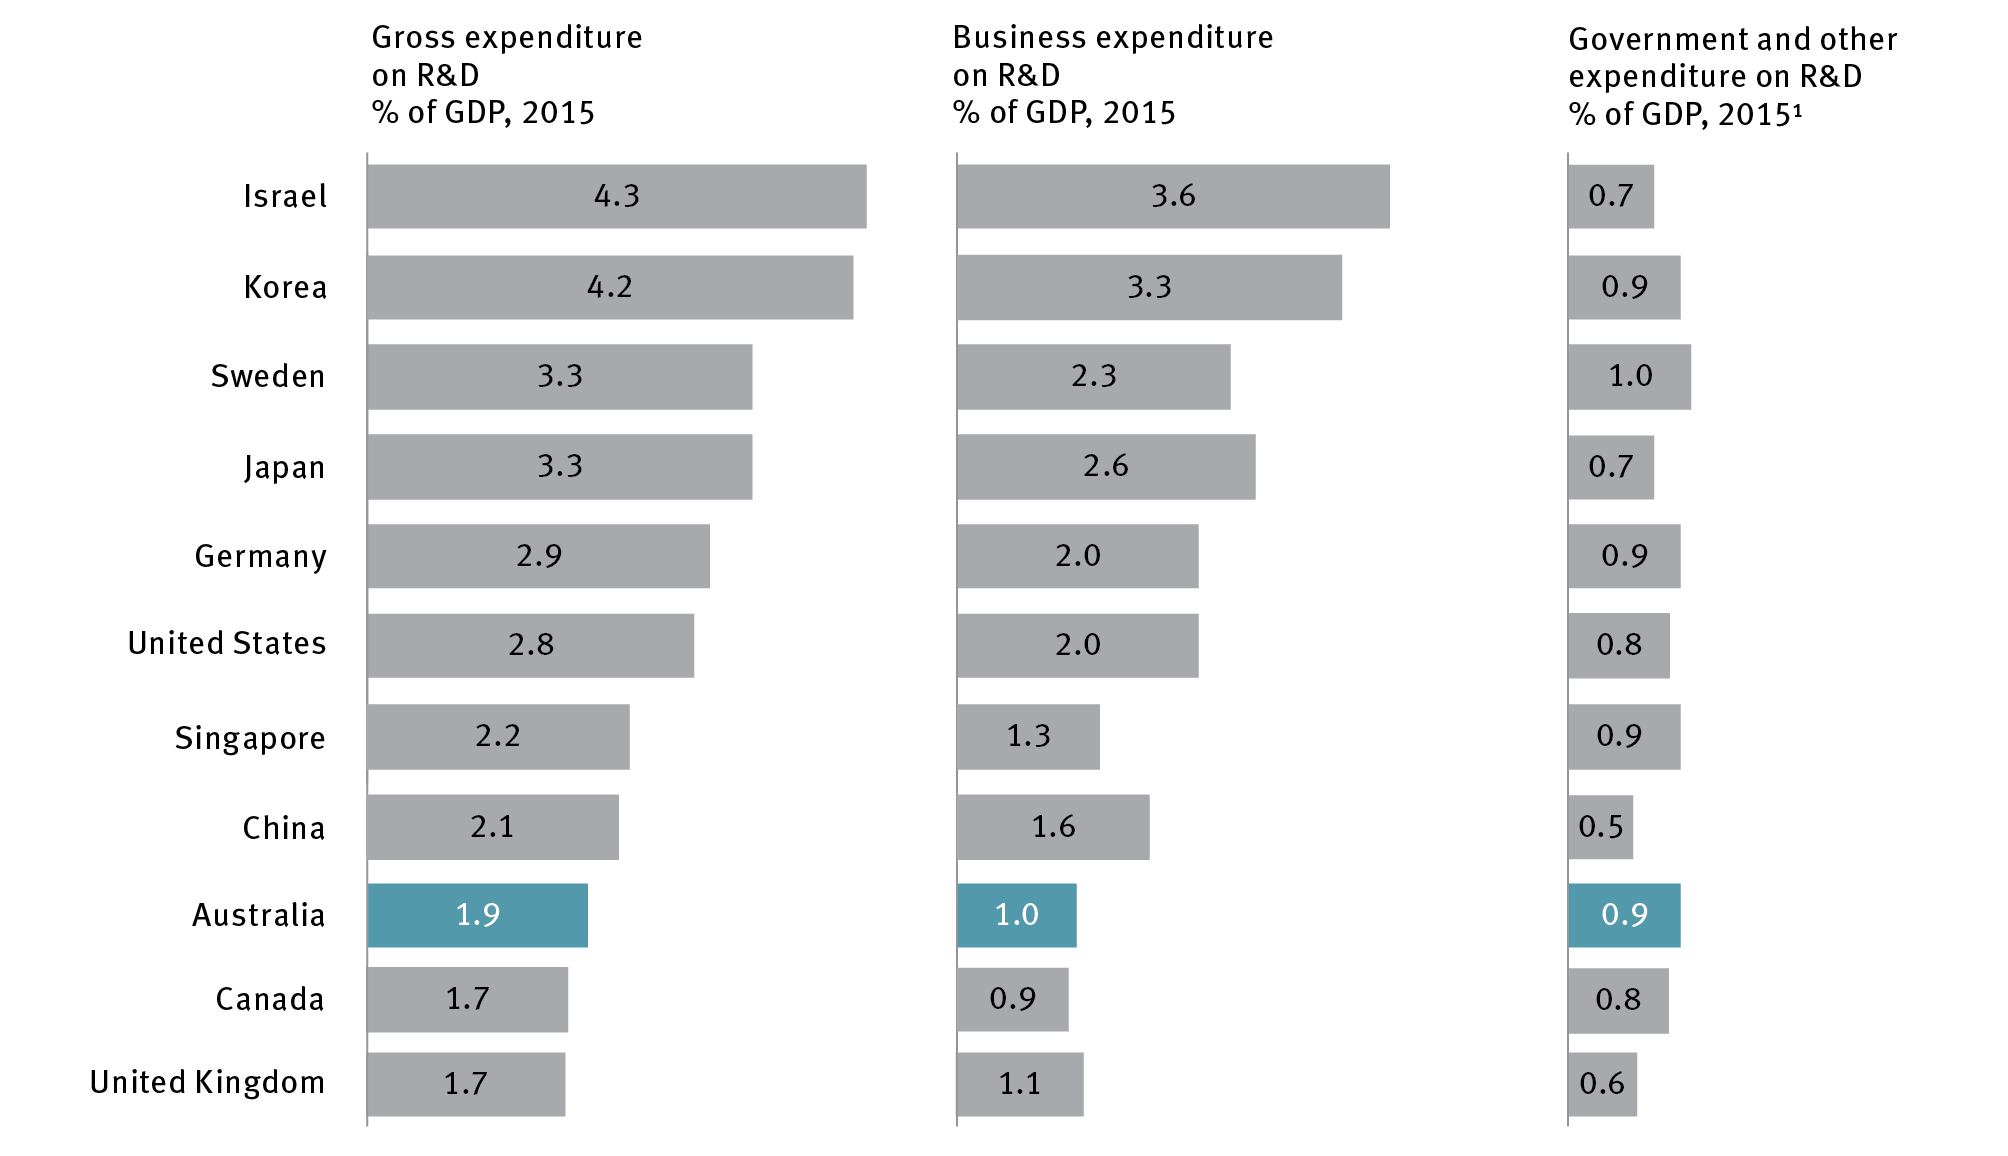 Gross expenditure
on R&D
% of GDP, 2015
Business expenditure
on R&D
% of GDP, 2015
Government and other
expenditure on R&D
% of GDP, 2015¹
Israel 4.3 3.6 0.7
Korea 4.2 3.3 0.9
Sweden 3.3 2.3 1.0
Japan 3.3 2.6 0.7
Germany 2.9 2.0 0.9
United States 2.8 2.0 0.8
Singapore 2.2 1.3 0.9
China 2.1 1.6 0.5
Australia 1.9 1.0 0.9
Canada 1.7 0.9 0.8
United Kingdom 1.7 1.1 0.6